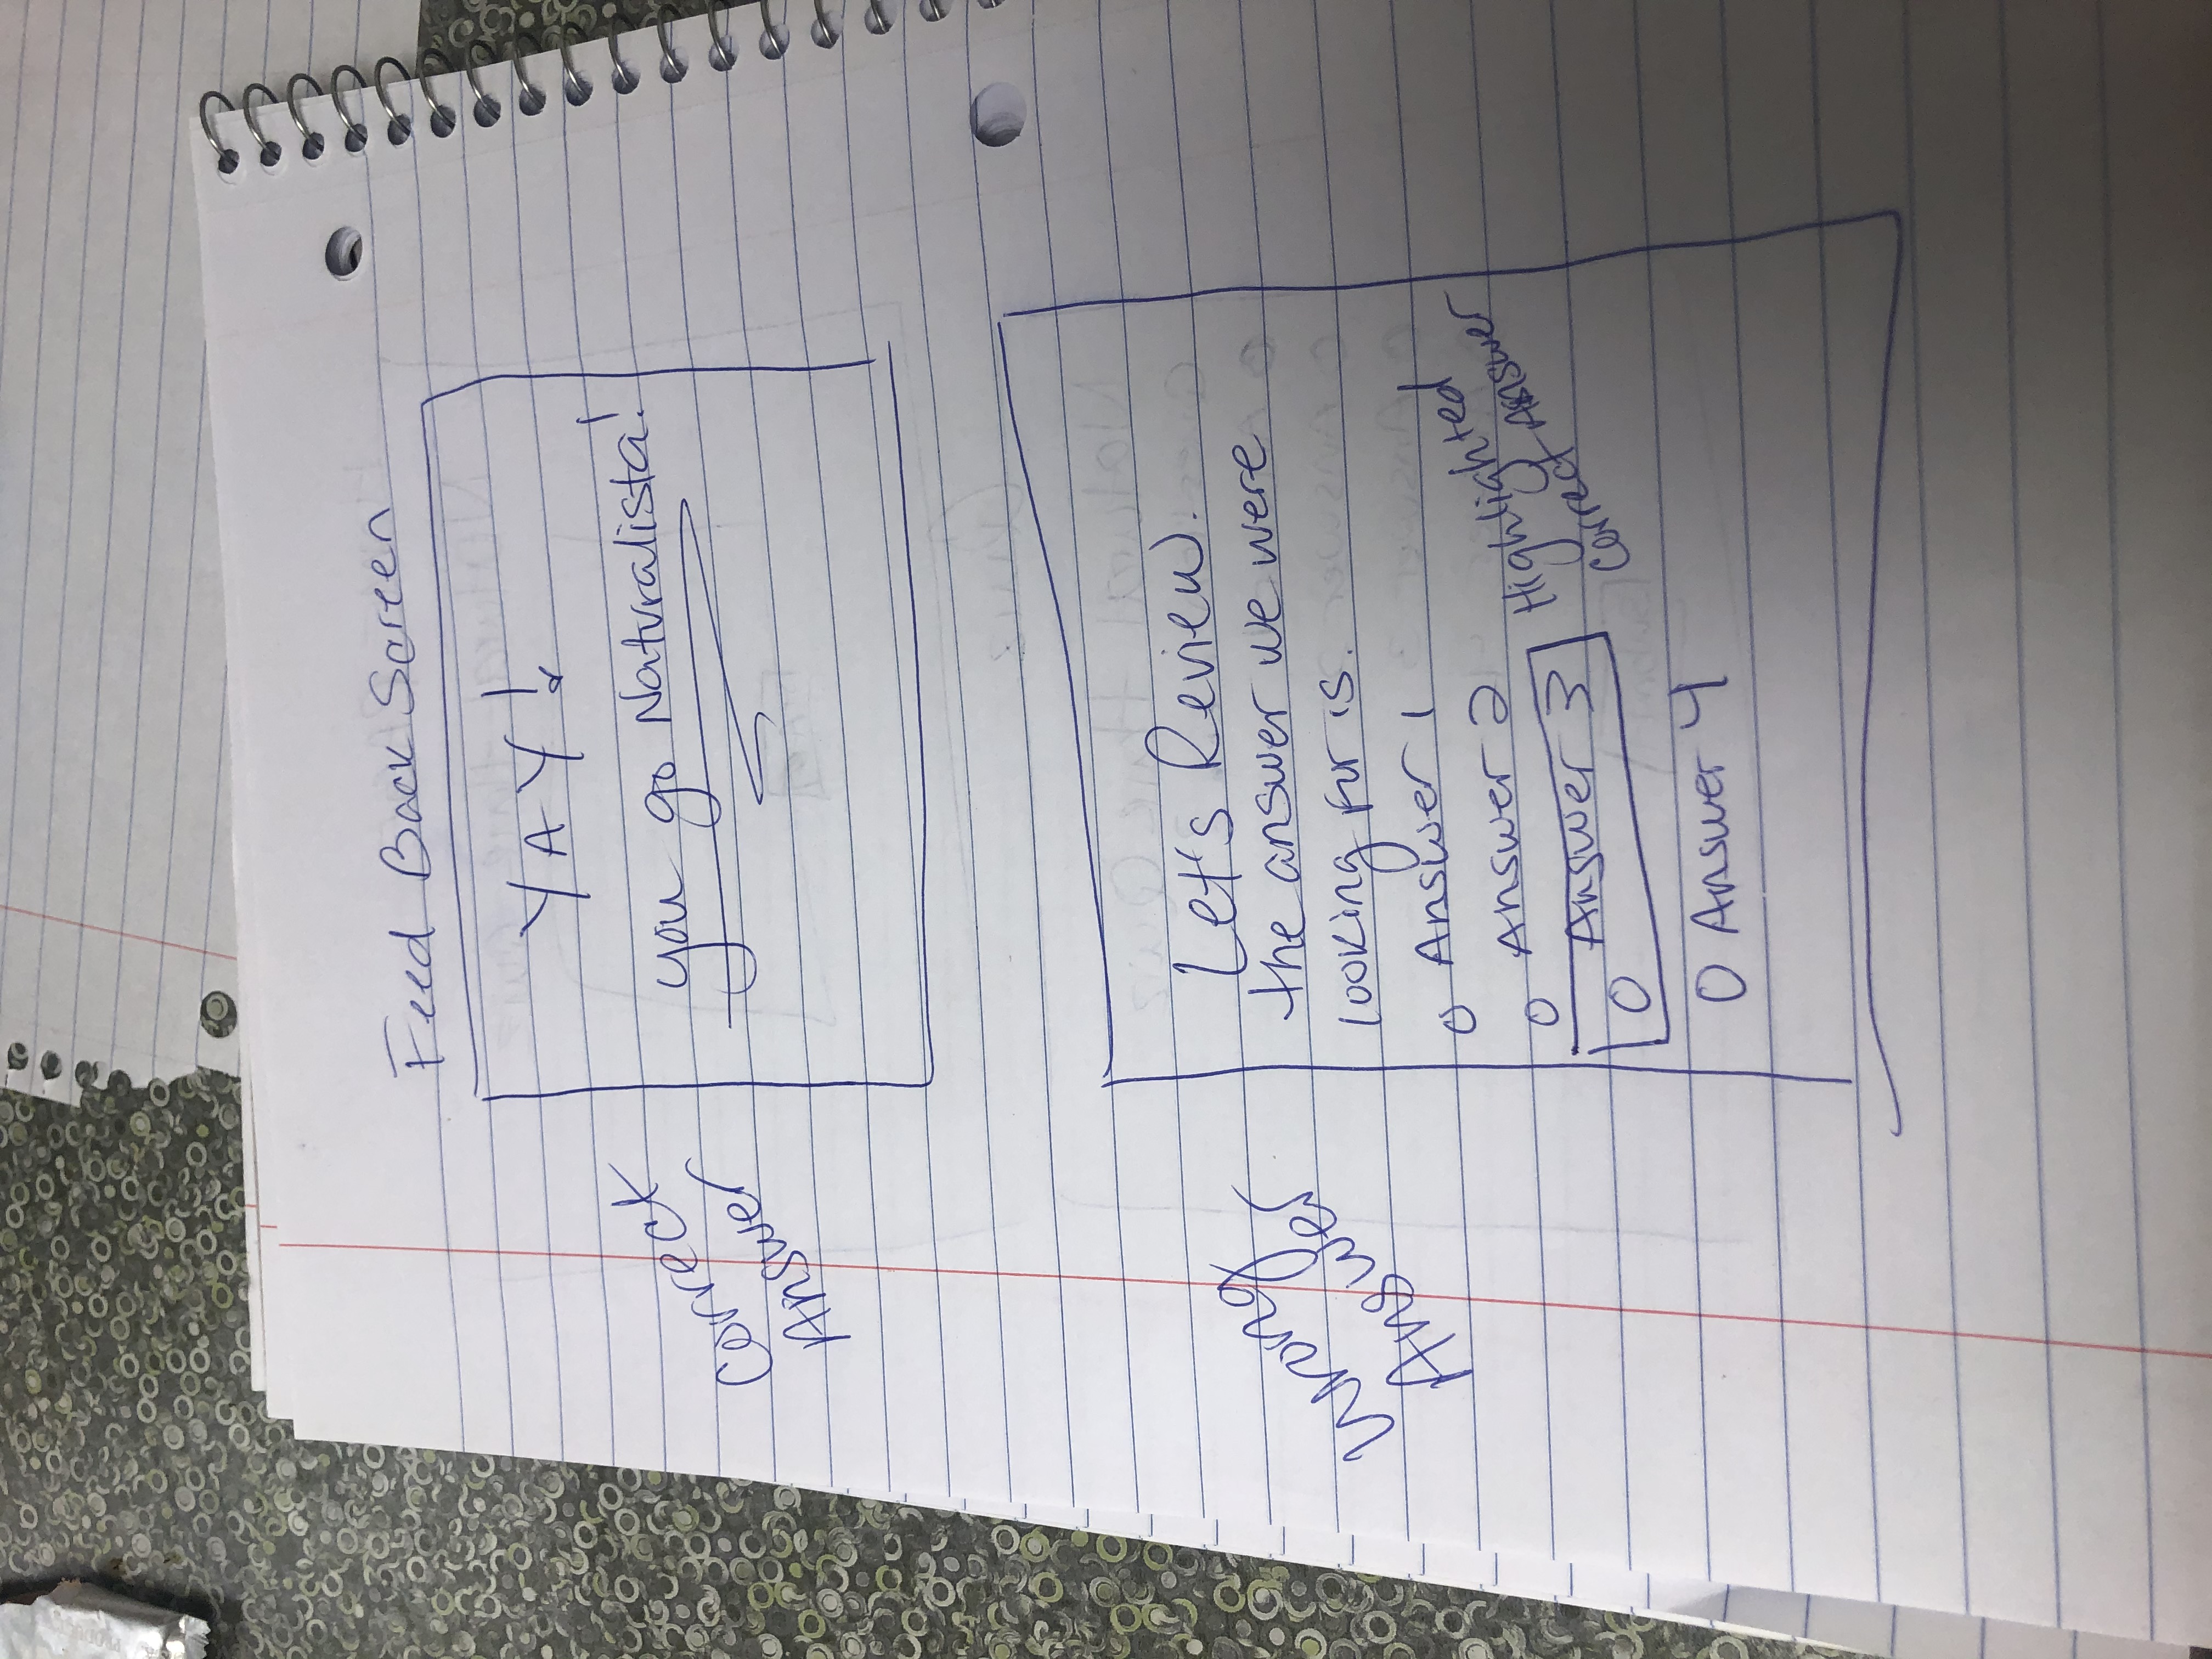 Feed Back Screen
YAY!
you go Naturalista!
Correct
Answer
Let's Review.
the answer we were
looking for is.
O Answer 1
O Answer 2
O Answer 3
Highlighted
correct Answer
O Answer 4
Wrong
Answer